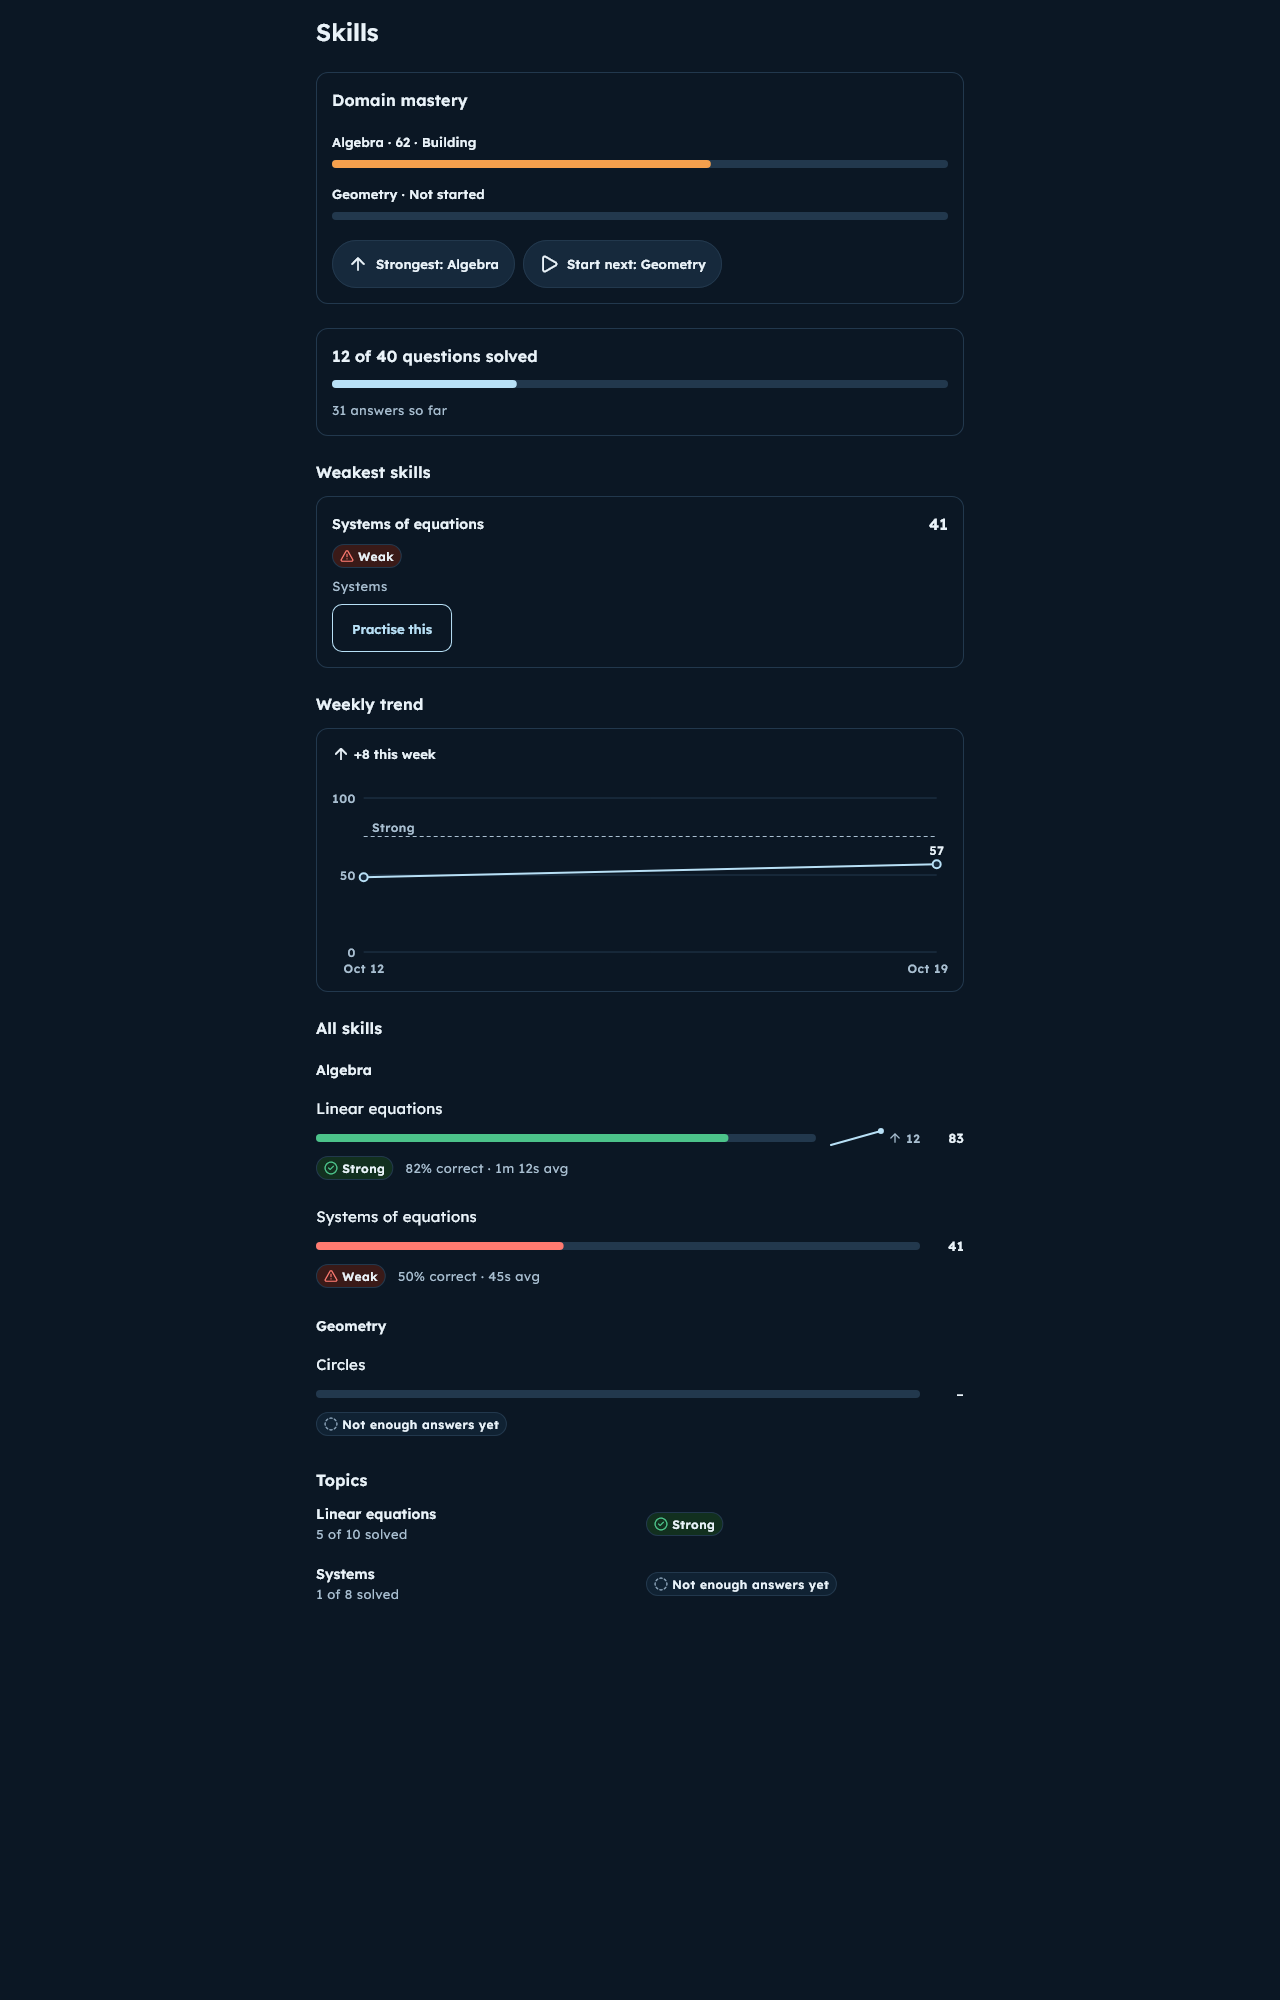 Skills
Domain mastery
Algebra · 62 · Building
Geometry · Not started
Strongest: Algebra
Start next: Geometry
12 of 40 questions solved
31 answers so far
Weakest skills
Systems of equations 41
Weak
Systems
Practise this
Weekly trend
+8 this week
100
Strong
57
50
0
Oct 12 Oct 19
All skills
Algebra
Linear equations
12 83
Strong 82% correct · 1m 12s avg
Systems of equations
41
Weak 50% correct · 45s avg
Geometry
Circles
–
Not enough answers yet
Topics
Linear equations
5 of 10 solved
Strong
Systems
1 of 8 solved
Not enough answers yet